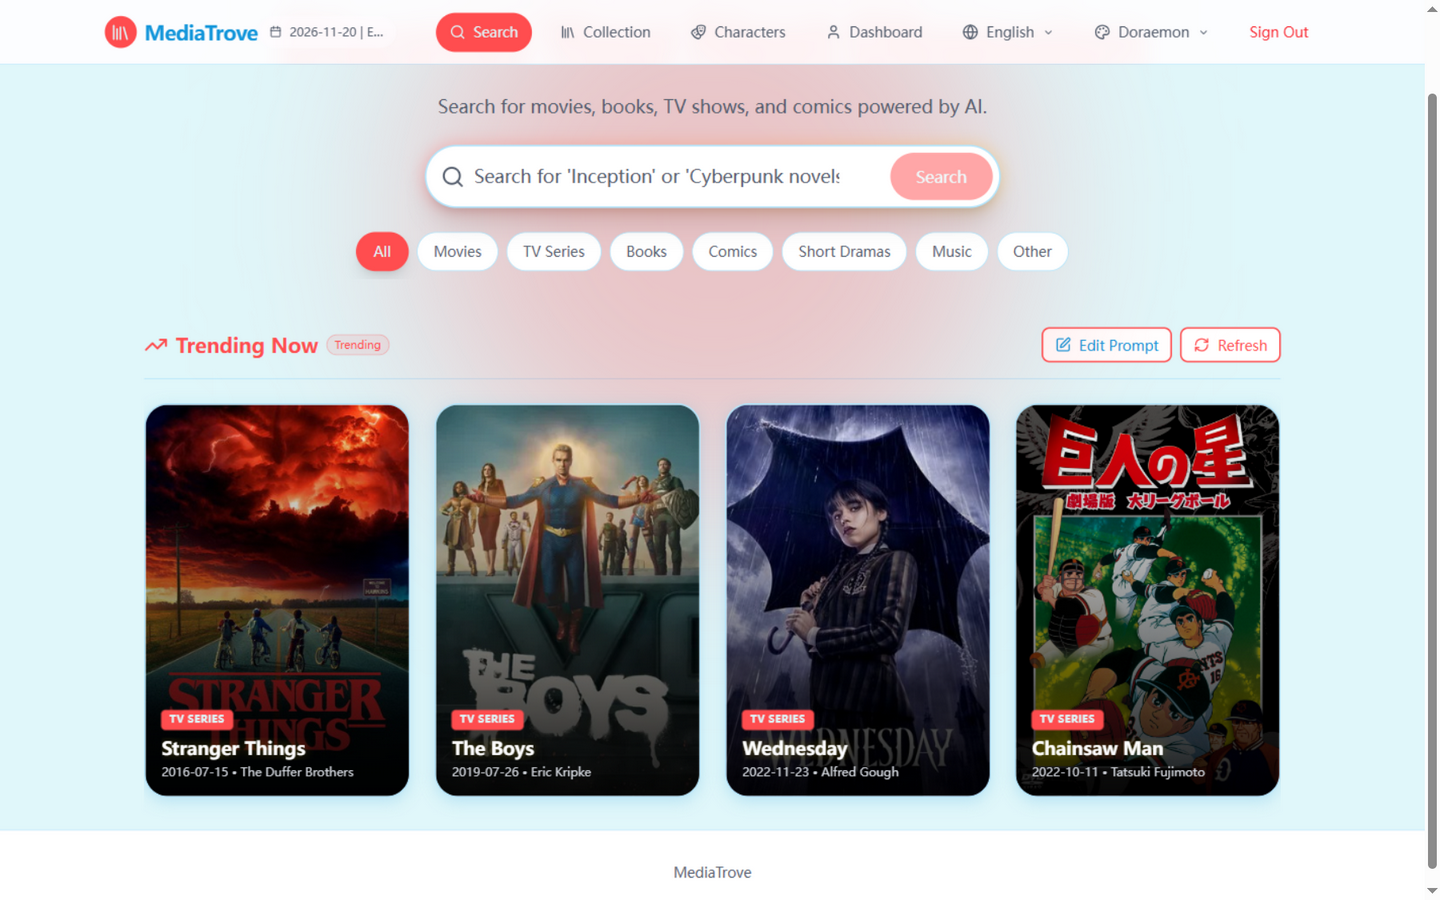 MediaTrove
2026-11-20 | E...
Search
Collection
Characters
Dashboard
English
Doraemon
Sign Out
Search for movies, books, TV shows, and comics powered by AI.
Search for 'Inception' or 'Cyberpunk novels
Search
All
Movies
TV Series
Books
Comics
Short Dramas
Music
Other
Trending Now
Trending
Edit Prompt
Refresh
STRANGER
THINGS
TV SERIES
Stranger Things
2016-07-15 • The Duffer Brothers
THE
BOYS
TV SERIES
The Boys
2019-07-26 • Eric Kripke
WEDNESDAY
TV SERIES
Wednesday
2022-11-23 • Alfred Gough
巨人の星
劇場版 大リーグボール
16
TV SERIES
Chainsaw Man
2022-10-11 • Tatsuki Fujimoto
MediaTrove